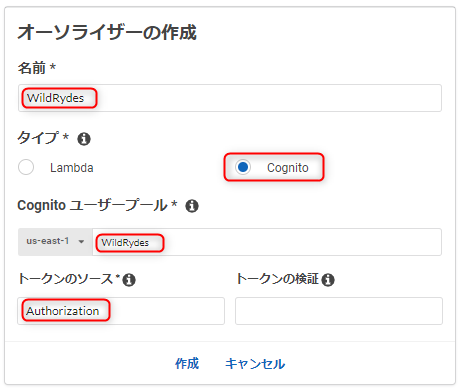 オーソライザーの作成
名前 *
WildRydes
タイプ *
Lambda Cognito
Cognito ユーザープール *
us-east-1 WildRydes
トークンのソース* トークンの検証
Authorization
作成 キャンセル